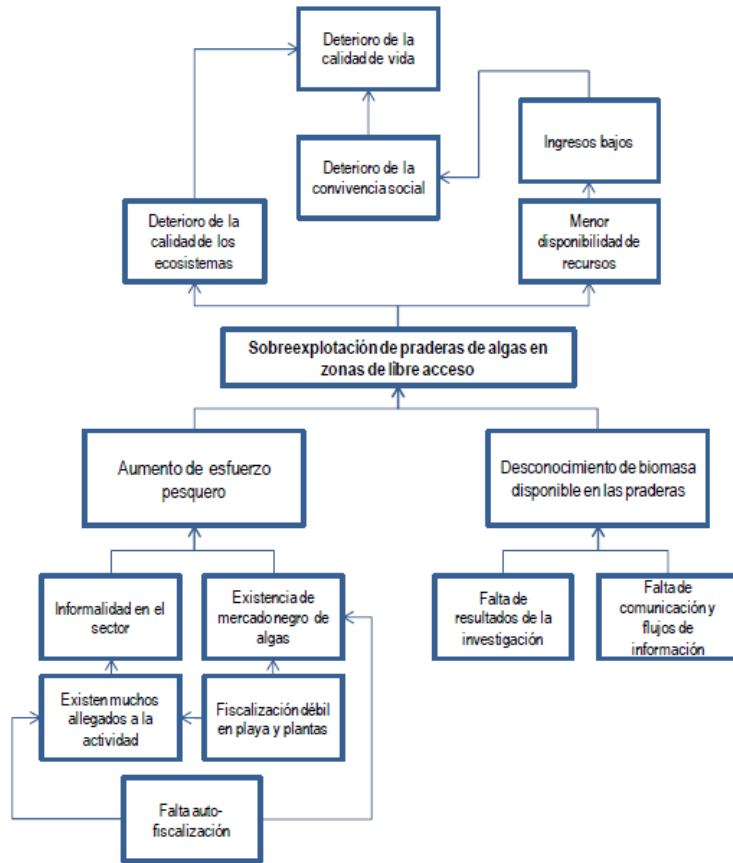 Deterioro de la
calidad de vida
Ingresos bajos
Deterioro de la
convivencia social
Deterioro de la
calidad de los
ecosistemas
Menor
disponibilidad de
recursos
Sobreexplotación de praderas de algas en
zonas de libre acceso
Aumento de esfuerzo
pesquero
Desconocimiento de biomasa
disponible en las praderas
Informalidad en el
sector
Existencia de
mercado negro de
algas
Falta de
resultados de la
investigación
Falta de
comunicación y
flujos de
información
Existen muchos
allegados a la
actividad
Fiscalización débil
en playa y plantas
Falta auto-
fiscalización